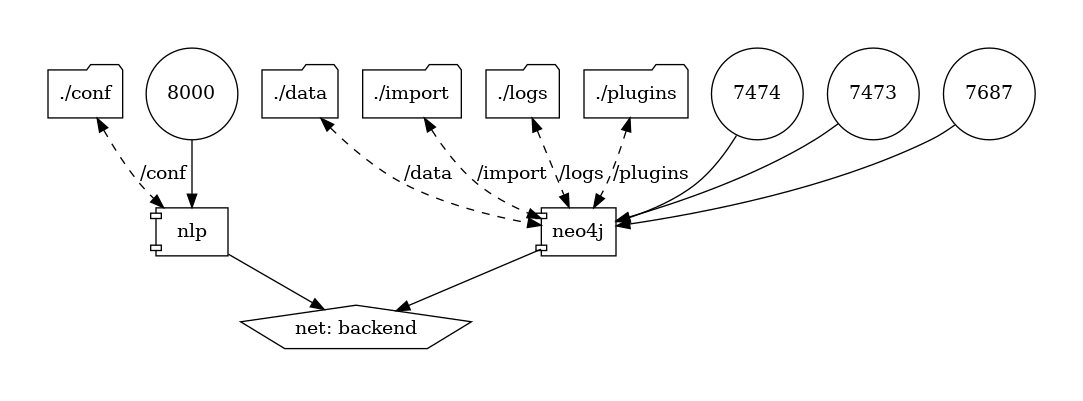 ./conf
8000
./data
./import
./logs
./plugins
7474
7473
7687
/conf
/data
/import
/logs
/plugins
nlp
neo4j
net: backend